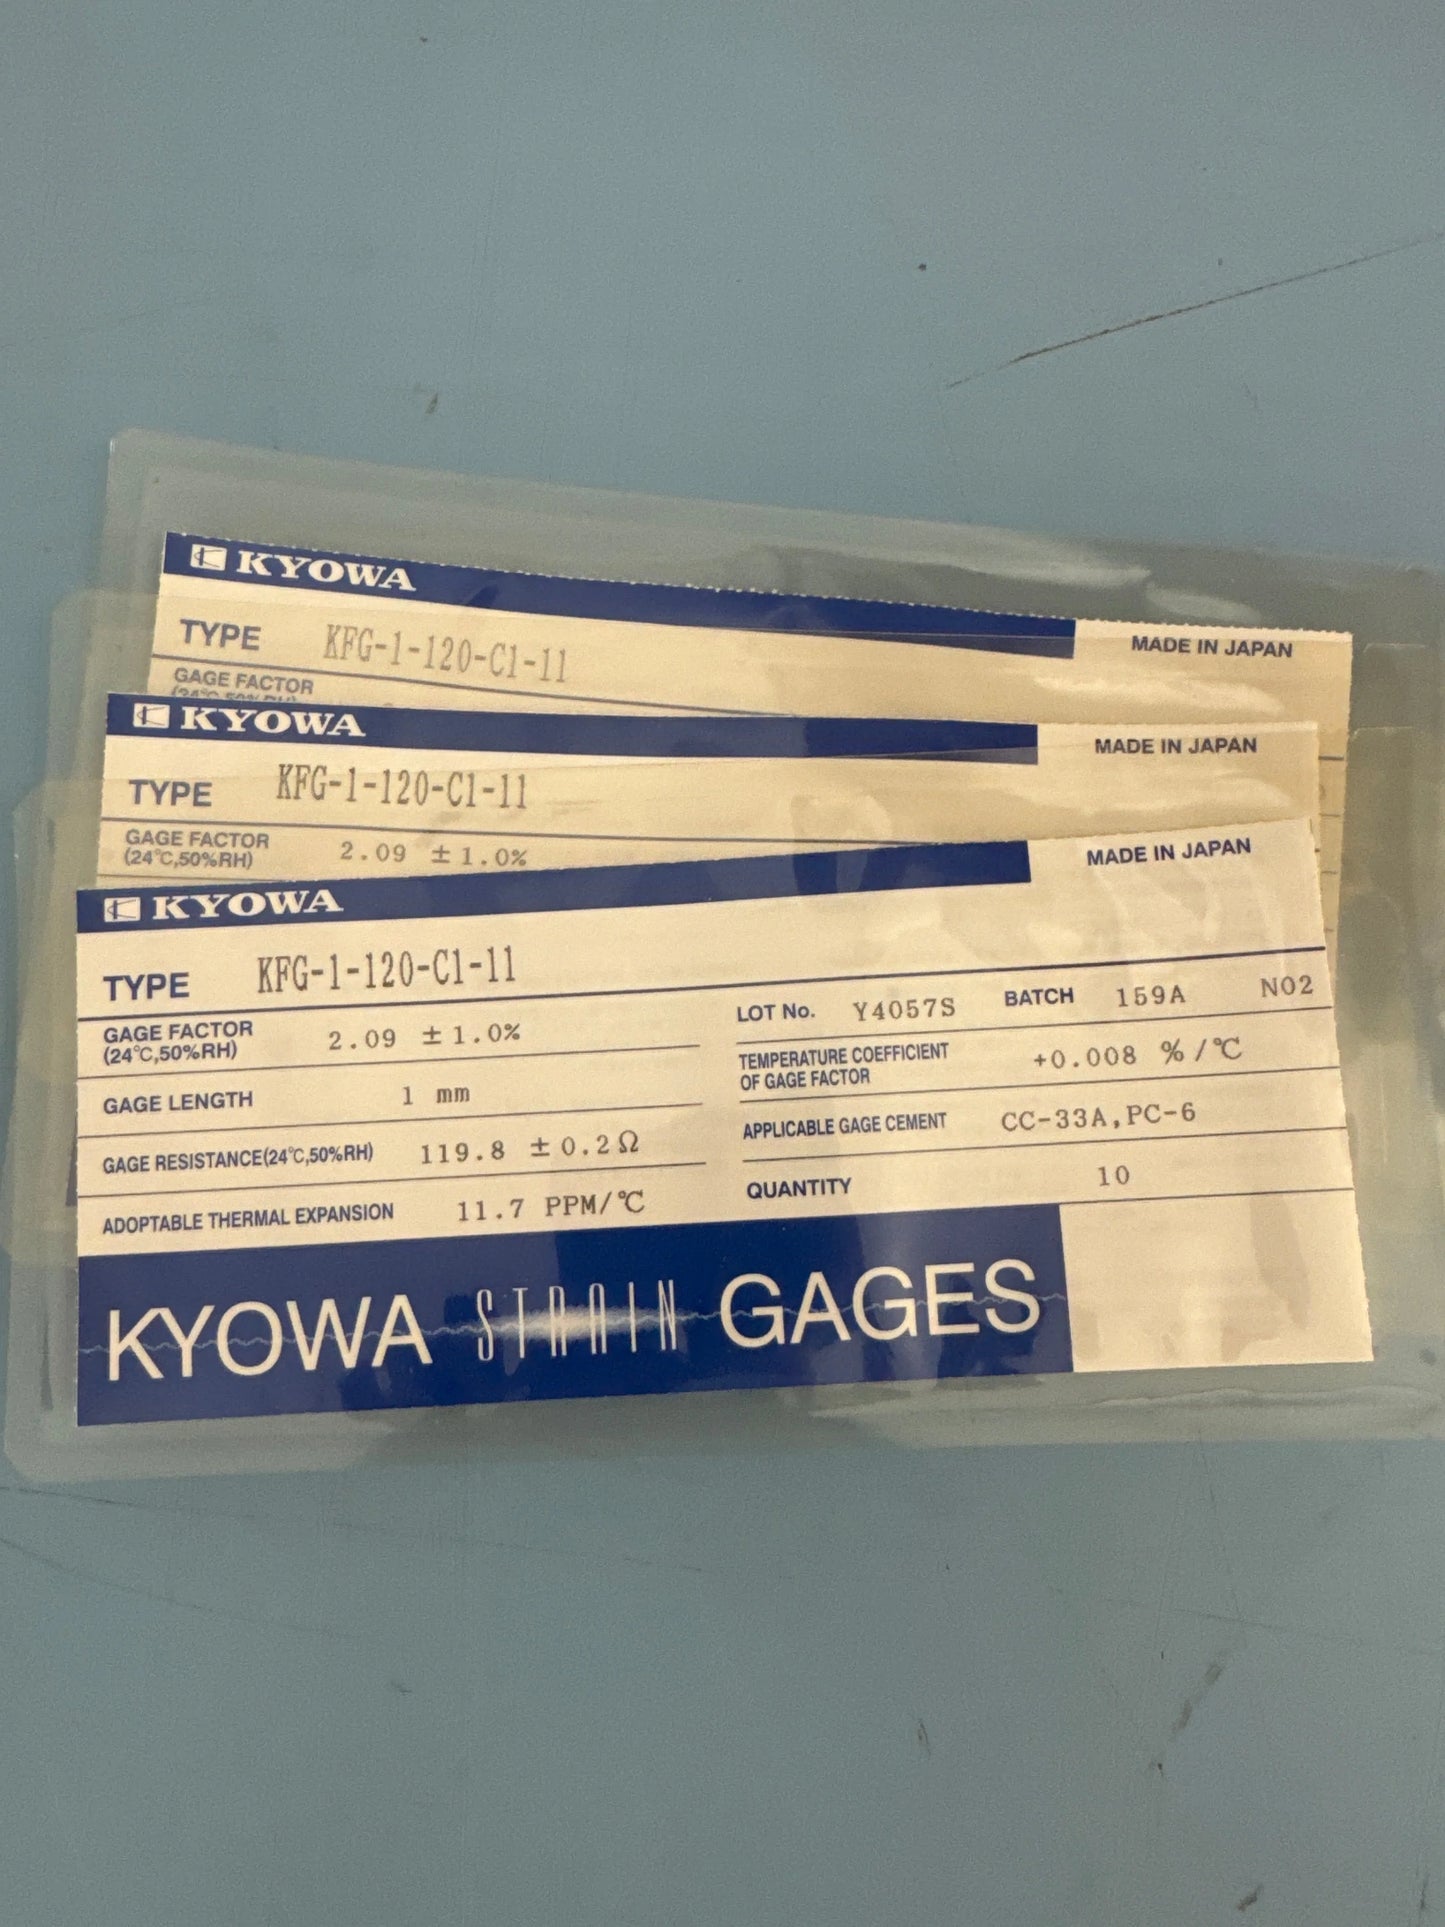 KYOWA
TYPE KFG-1-120-C1-11 MADE IN JAPAN
GAGE FACTOR
(24℃,50%RH)
KYOWA
TYPE KFG-1-120-C1-11 MADE IN JAPAN
GAGE FACTOR
(24℃,50%RH) 2.09 ±1.0%
KYOWA MADE IN JAPAN
TYPE KFG-1-120-C1-11
GAGE FACTOR
(24℃,50%RH) 2.09 ±1.0%
GAGE LENGTH 1 mm
GAGE RESISTANCE(24℃,50%RH) 119.8 ±0.2Ω
ADOPTABLE THERMAL EXPANSION 11.7 PPM/℃
LOT No. Y4057S BATCH 159A N02
TEMPERATURE COEFFICIENT
OF GAGE FACTOR +0.008 %/℃
APPLICABLE GAGE CEMENT CC-33A,PC-6
QUANTITY 10
KYOWA STRAIN GAGES